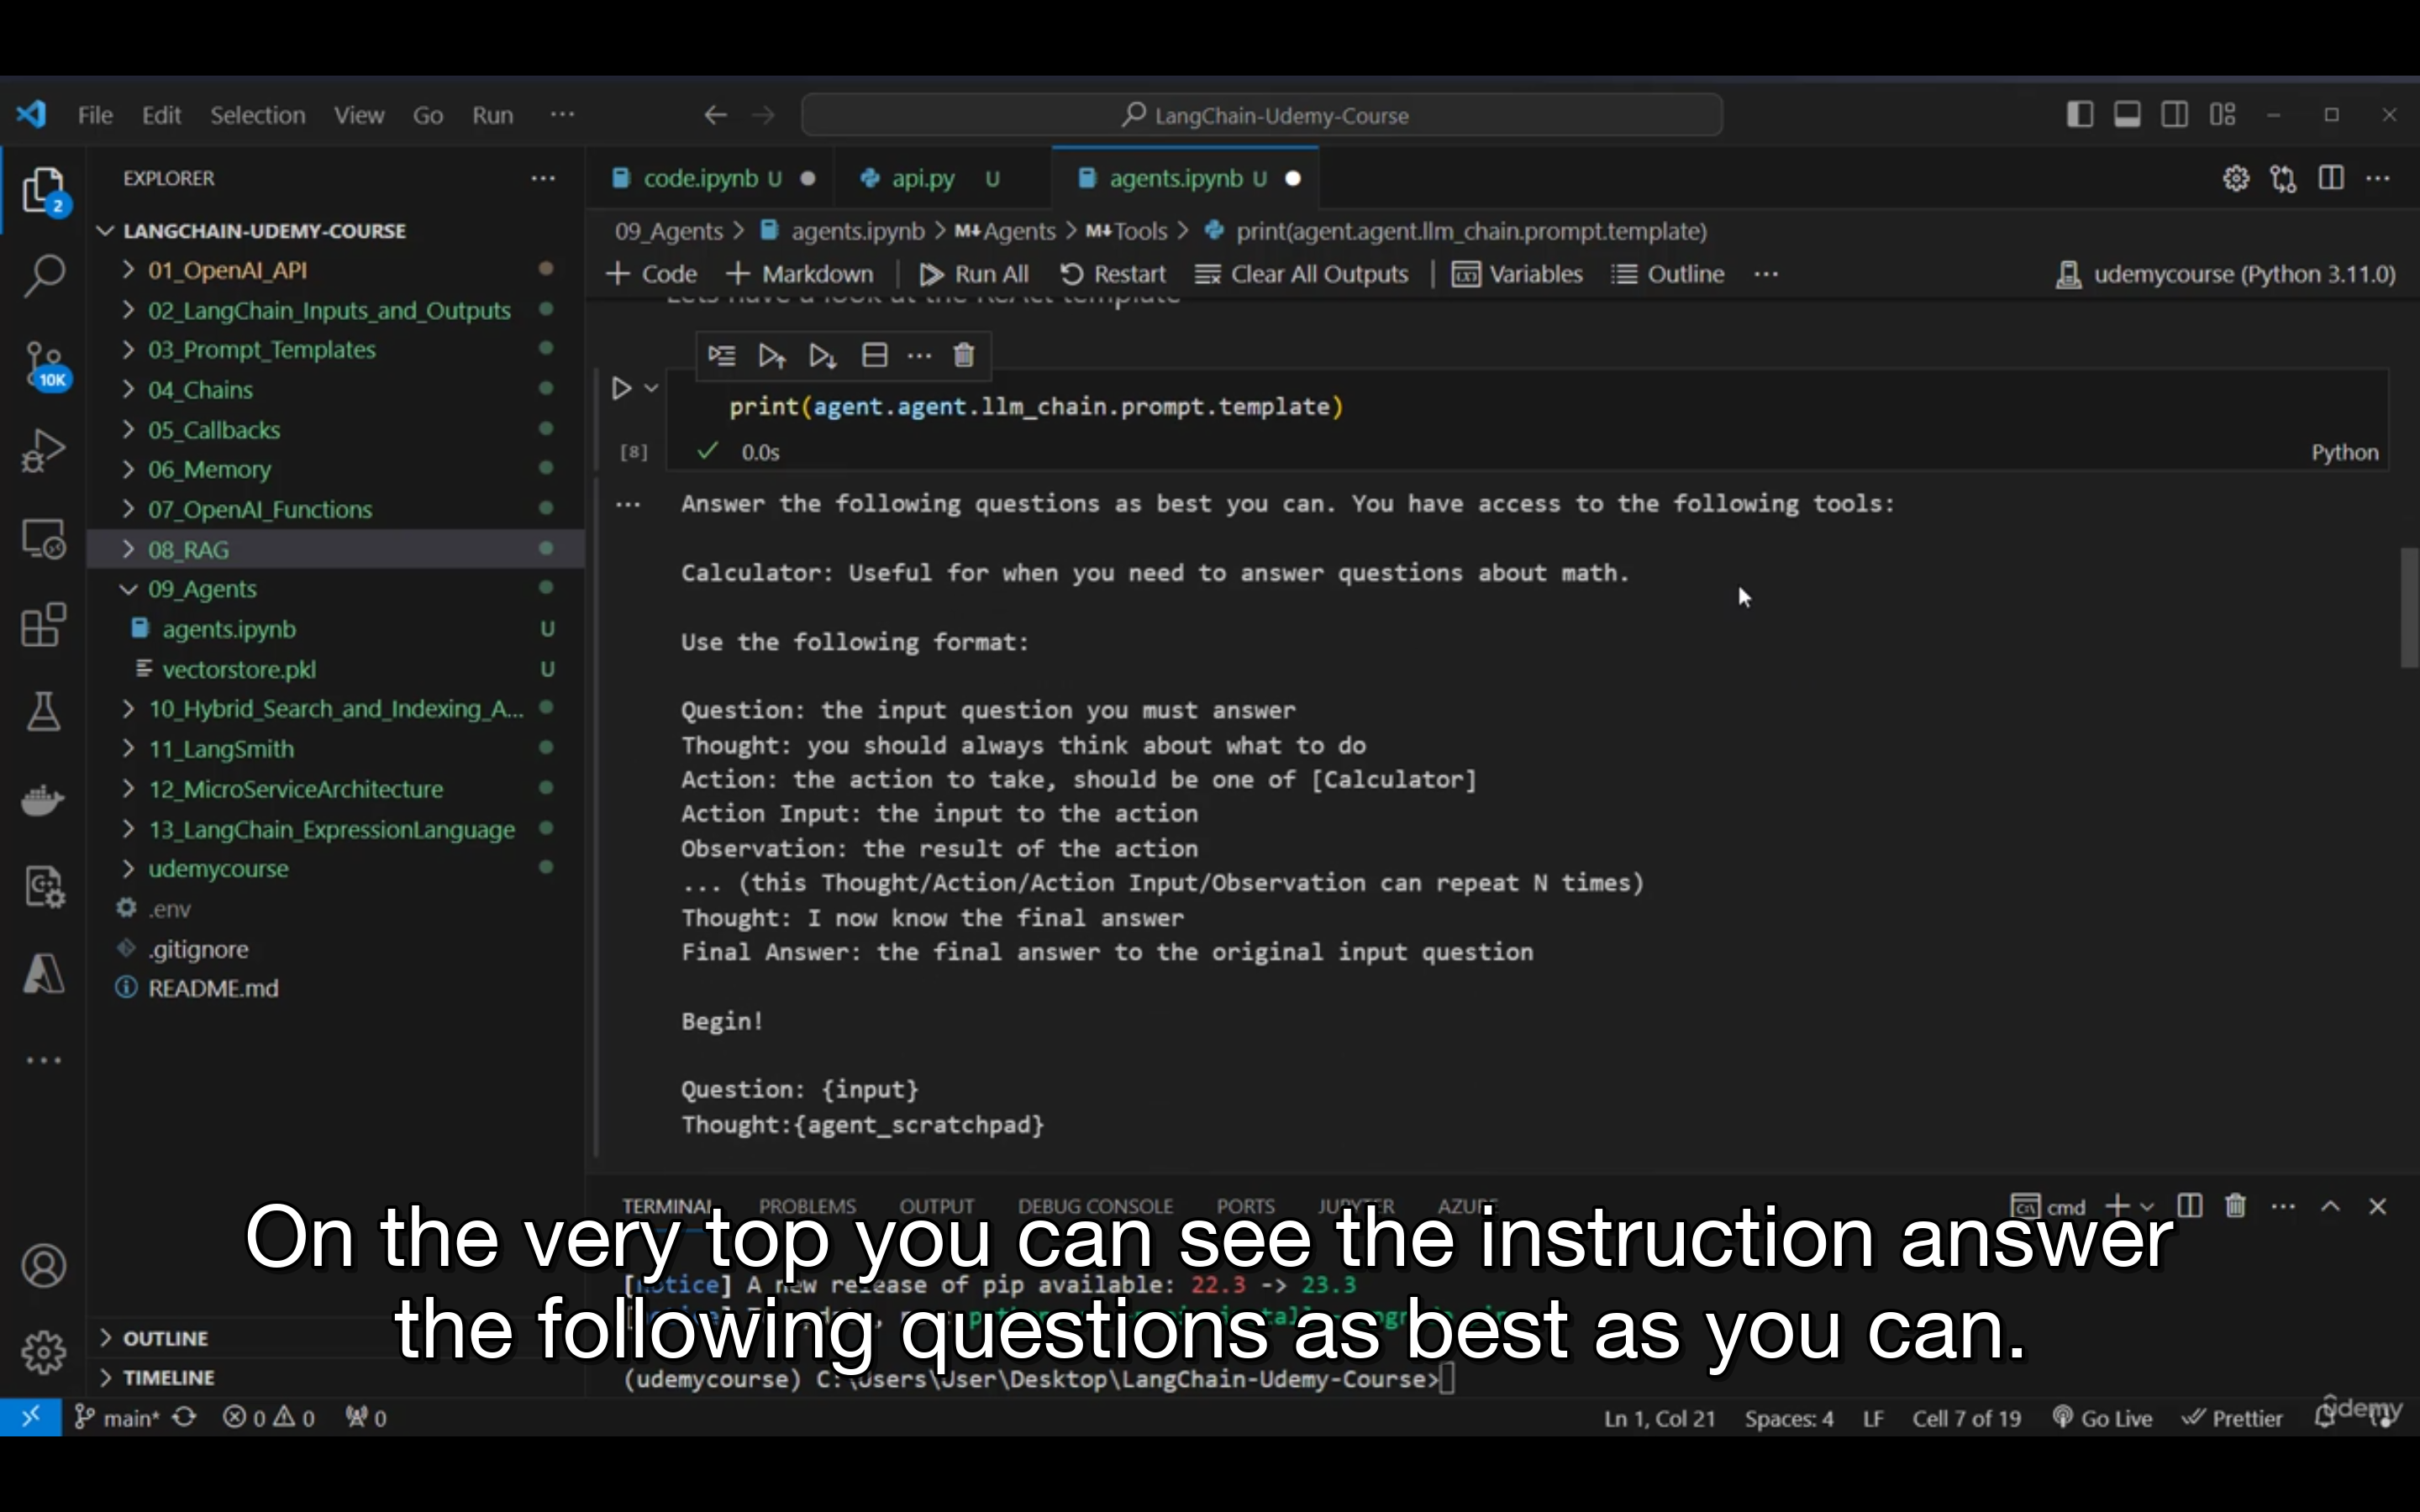 File Edit Selection View Go Run ... LangChain-Udemy-Course
EXPLORER ...
code.ipynb U
api.py U
agents.ipynb U
LANGCHAIN-UDEMY-COURSE
09_Agents > agents.ipynb > M↓Agents > M↓Tools > print(agent.agent.llm_chain.prompt.template)
01_OpenAI_API
+ Code + Markdown Run All Restart Clear All Outputs Variables Outline ... udemycourse (Python 3.11.0)
2
02_LangChain_Inputs_and_Outputs
03_Prompt_Templates
10K
04_Chains
05_Callbacks
06_Memory
07_OpenAI_Functions
08_RAG
09_Agents
agents.ipynb U
vectorstore.pkl U
10_Hybrid_Search_and_Indexing_A...
11_LangSmith
12_MicroServiceArchitecture
13_LangChain_ExpressionLanguage
udemycourse
.env
.gitignore
README.md
OUTLINE
TIMELINE
print(agent.agent.llm_chain.prompt.template)
[8] 0.0s Python
Answer the following questions as best you can. You have access to the following tools:
Calculator: Useful for when you need to answer questions about math.
Use the following format:
Question: the input question you must answer
Thought: you should always think about what to do
Action: the action to take, should be one of [Calculator]
Action Input: the input to the action
Observation: the result of the action
... (this Thought/Action/Action Input/Observation can repeat N times)
Thought: I now know the final answer
Final Answer: the final answer to the original input question
Begin!
Question: {input}
Thought:{agent_scratchpad}
TERMINAL PROBLEMS OUTPUT DEBUG CONSOLE PORTS JUPYTER AZURE cmd
On the very top you can see the instruction answer
[notice] A new release of pip available: 22.3 -> 23.3
the following questions as best as you can.
(udemycourse) C:\Users\User\Desktop\LangChain-Udemy-Course>
main* 0 0 0 Ln 1, Col 21 Spaces: 4 LF Cell 7 of 19 Go Live Prettier
udemy